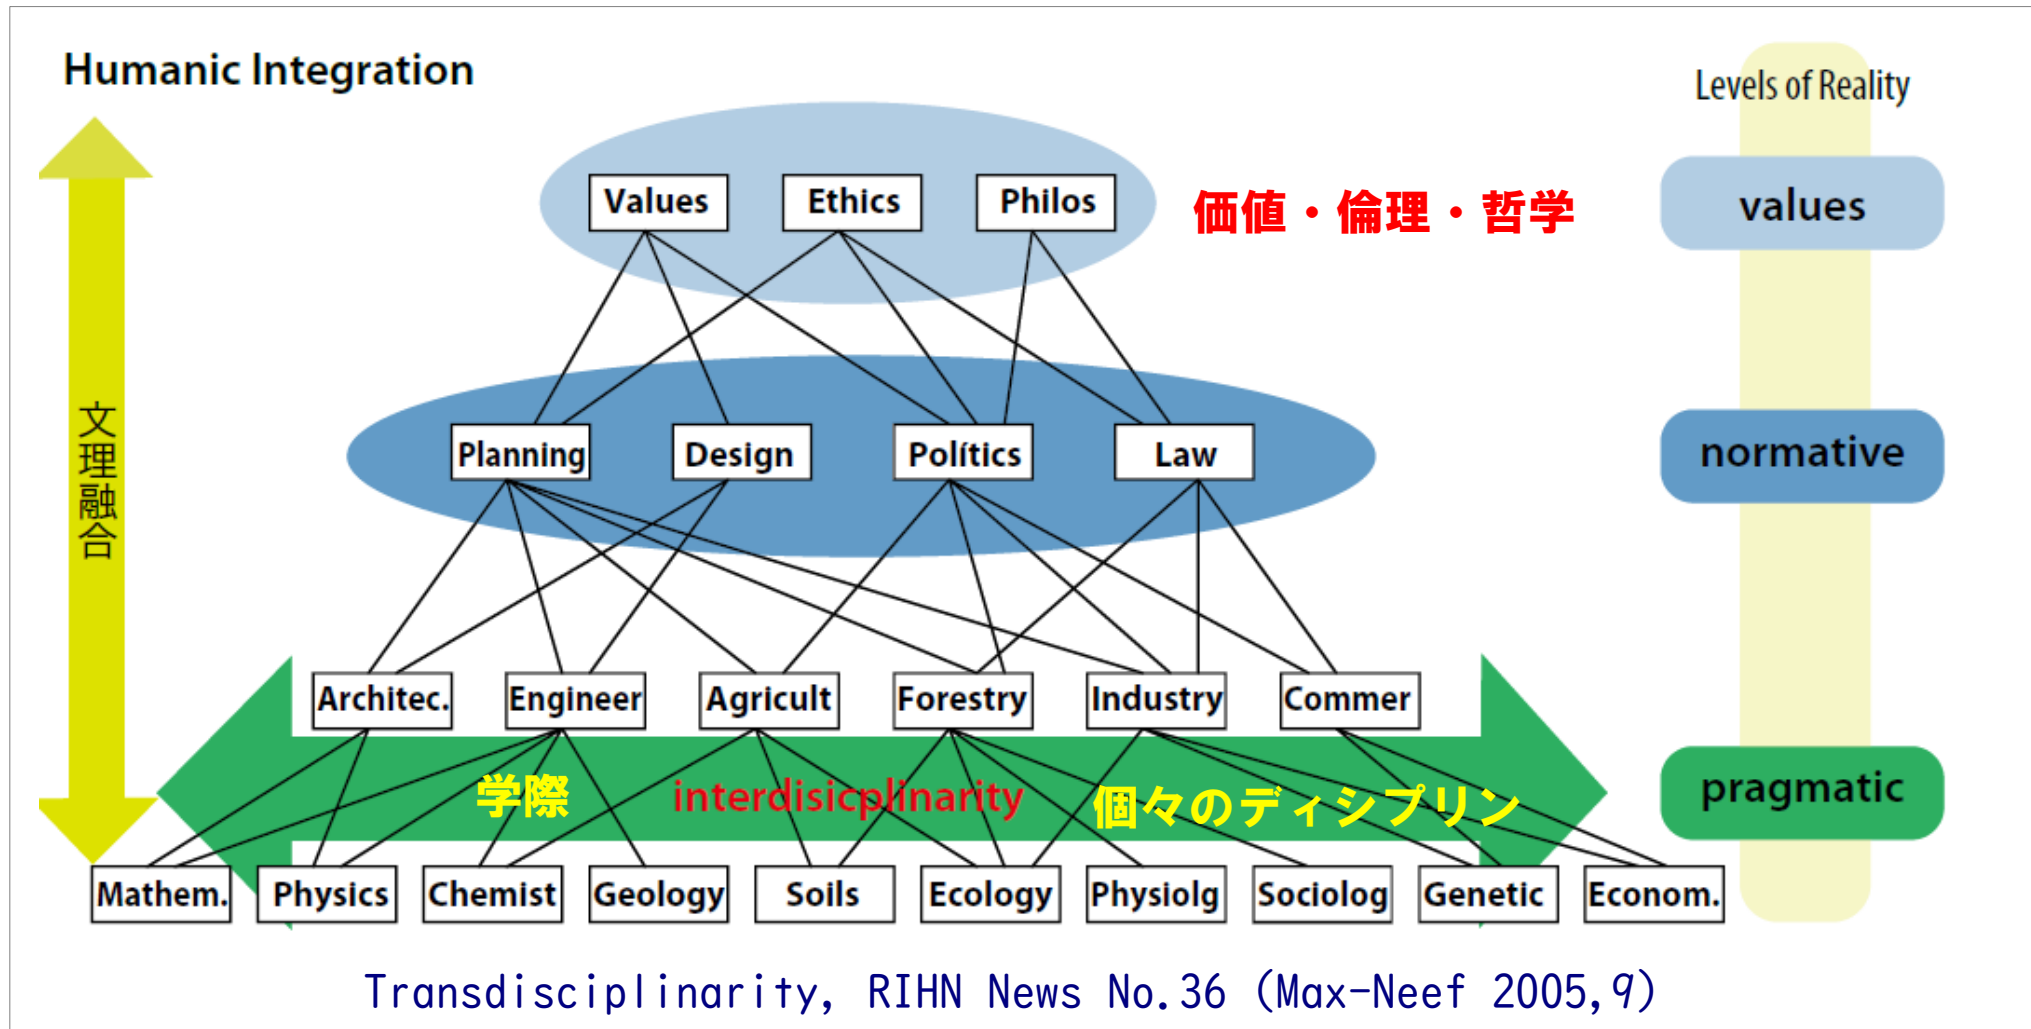 Humanic Integration
Levels of Reality
Values Ethics Philos
価値・倫理・哲学
values
文理融合
Planning Design Polítics Law
normative
Architec. Engineer Agricult Forestry Industry Commer
学際 interdisicplinarity 個々のディシプリン
pragmatic
Mathem. Physics Chemist Geology Soils Ecology Physiolg Sociolog Genetic Econom.
Transdisciplinarity, RIHN News No.36 (Max-Neef 2005,9)